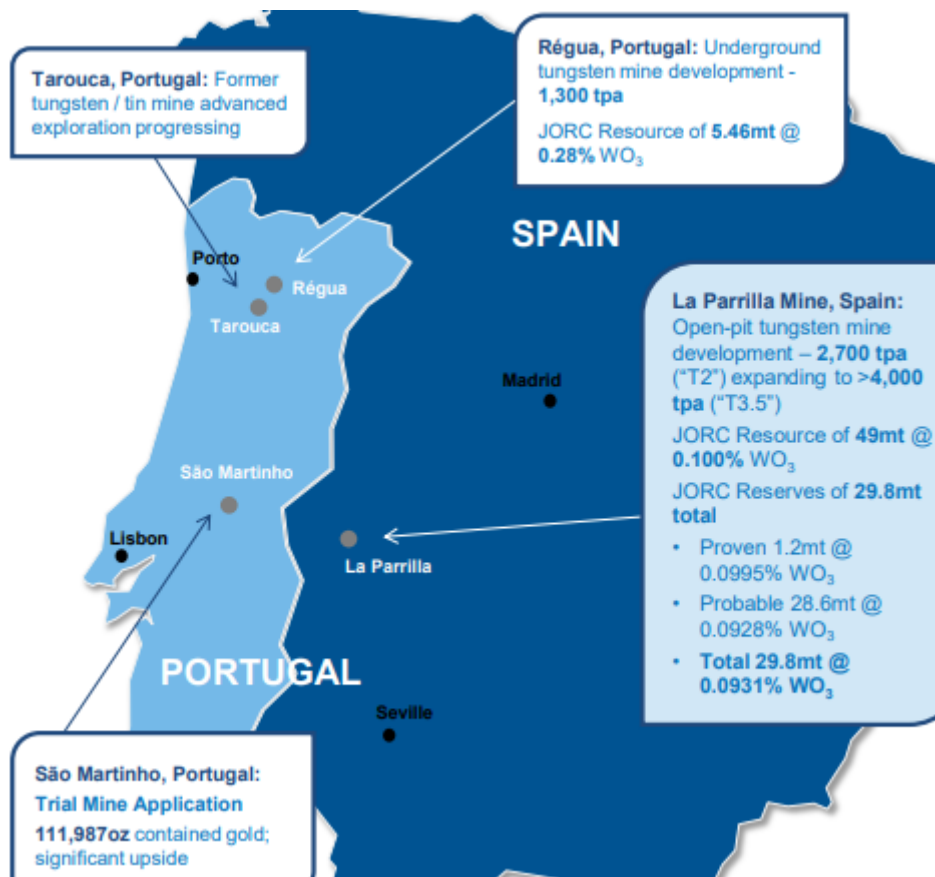 Tarouca, Portugal: Former
tungsten / tin mine advanced
exploration progressing
Régua, Portugal: Underground
tungsten mine development -
1,300 tpa
JORC Resource of 5.46mt @
0.28% WO₃
SPAIN
Porto
Régua
Tarouca
Madrid
La Parrilla Mine, Spain:
Open-pit tungsten mine
development – 2,700 tpa
(“T2”) expanding to >4,000
tpa (“T3.5”)
JORC Resource of 49mt @
0.100% WO₃
JORC Reserves of 29.8mt
total
• Proven 1.2mt @
0.0995% WO₃
• Probable 28.6mt @
0.0928% WO₃
• Total 29.8mt @
0.0931% WO₃
São Martinho
Lisbon
La Parrilla
PORTUGAL
Seville
São Martinho, Portugal:
Trial Mine Application
111,987oz contained gold;
significant upside